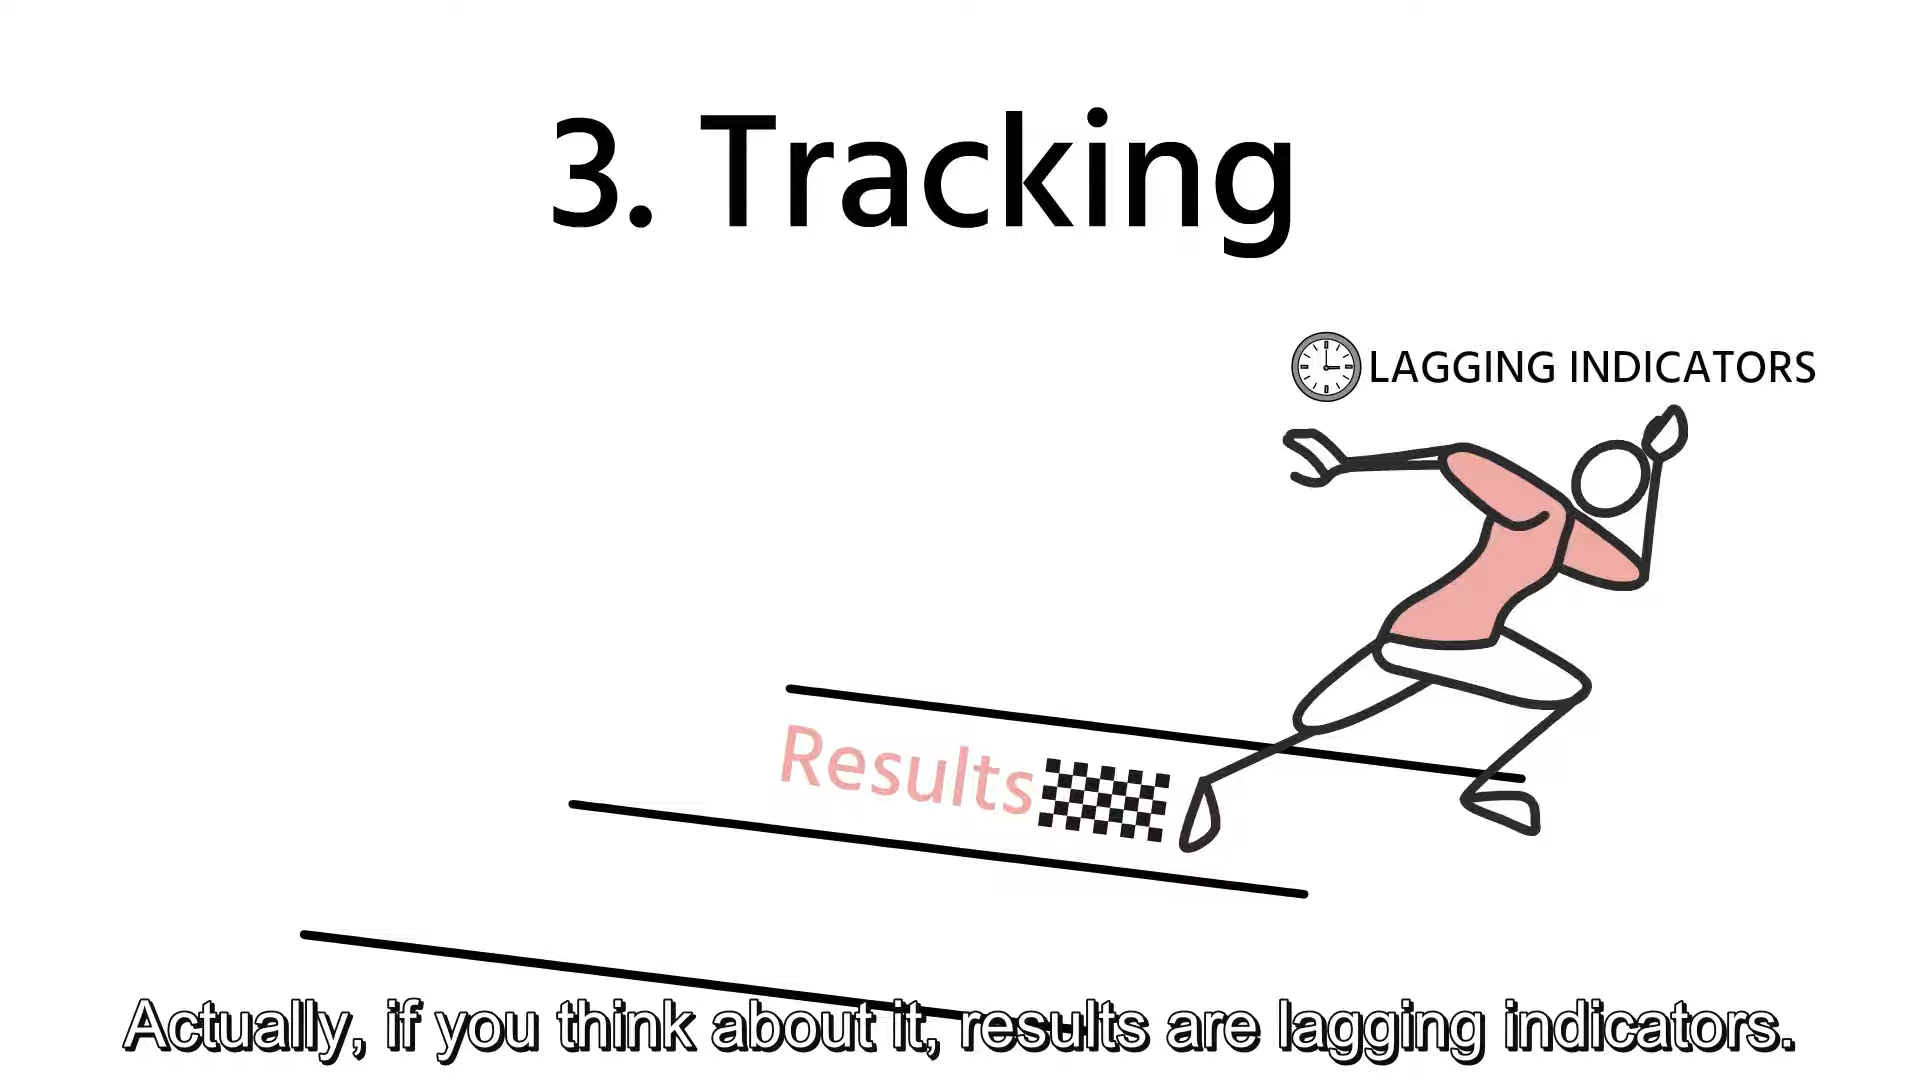 3. Tracking
LAGGING INDICATORS
Results
Actually, if you think about it, results are lagging indicators.